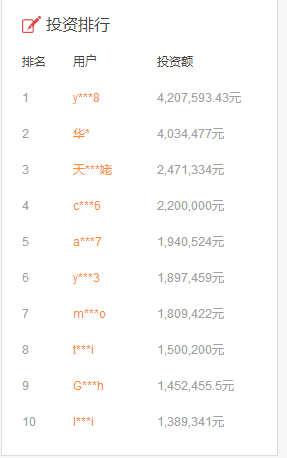 投资排行
排名 用户 投资额
1 y***8 4,207,593.43元
2 华* 4,034,477元
3 天***姥 2,471,334元
4 c***6 2,200,000元
5 a***7 1,940,524元
6 y***3 1,897,459元
7 m***o 1,809,422元
8 t***i 1,500,200元
9 G***h 1,452,455.5元
10 l***i 1,389,341元